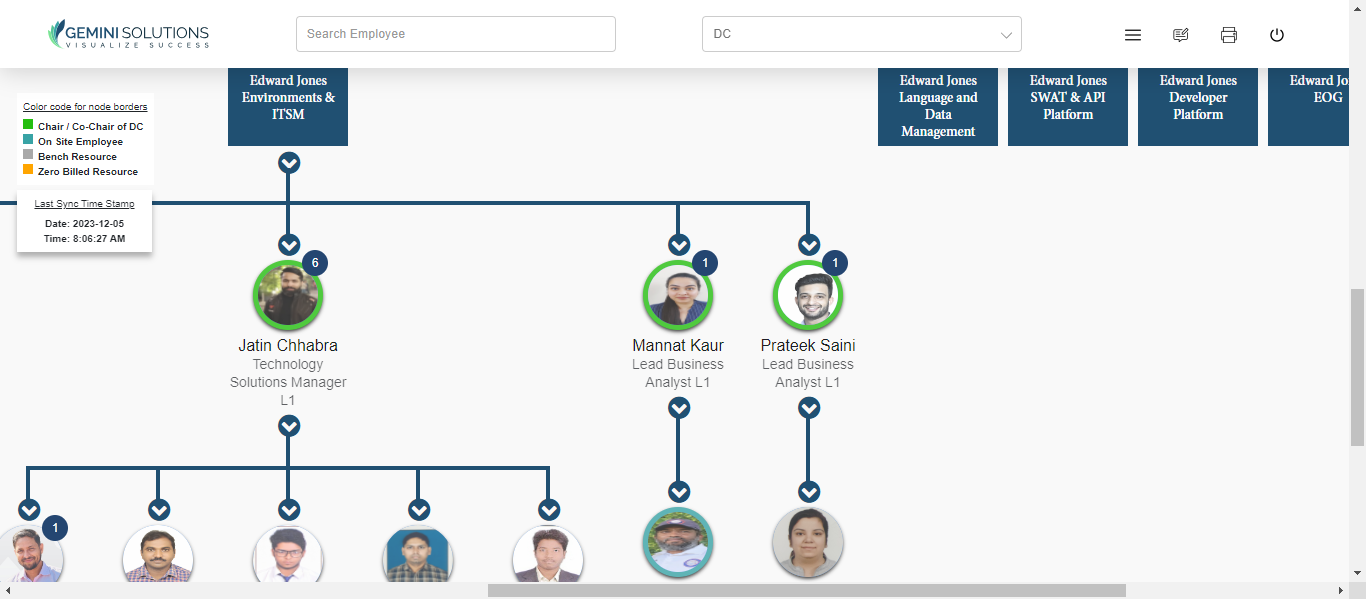 GEMINI SOLUTIONS
VISUALIZE SUCCESS
Search Employee
DC
Edward Jones
Environments &
ITSM
Edward Jones
Language and
Data
Management
Edward Jones
SWAT & API
Platform
Edward Jones
Developer
Platform
Edward Jo
EOG
Color code for node borders
Chair / Co-Chair of DC
On Site Employee
Bench Resource
Zero Billed Resource
Last Sync Time Stamp
Date: 2023-12-05
Time: 8:06:27 AM
6
Jatin Chhabra
Technology
Solutions Manager
L1
1
Mannat Kaur
Lead Business
Analyst L1
1
Prateek Saini
Lead Business
Analyst L1
1